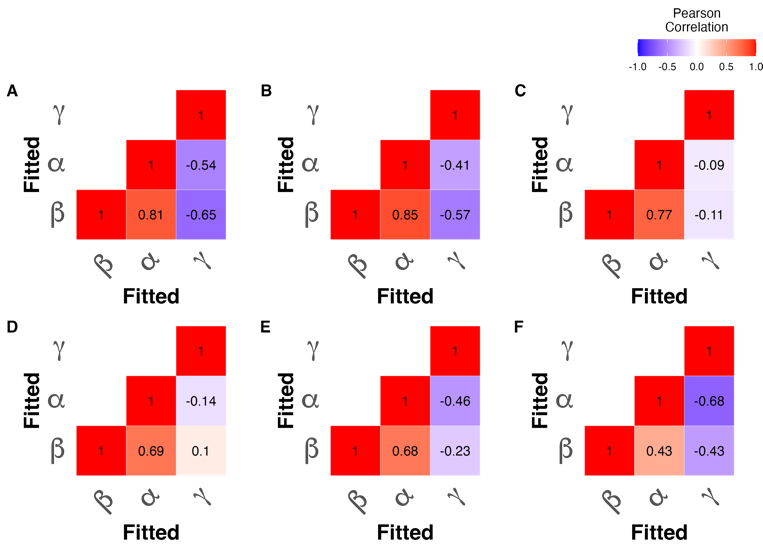 Pearson
Correlation
-1.0 -0.5 0.0 0.5 1.0
A B C
γ 1 γ 1 γ 1
α 1 -0.54 α 1 -0.41 α 1 -0.09
Fitted Fitted Fitted
β 1 0.81 -0.65 β 1 0.85 -0.57 β 1 0.77 -0.11
β α γ β α γ β α γ
Fitted Fitted Fitted
D E F
γ 1 γ 1 γ 1
α 1 -0.14 α 1 -0.46 α 1 -0.68
Fitted Fitted Fitted
β 1 0.69 0.1 β 1 0.68 -0.23 β 1 0.43 -0.43
β α γ β α γ β α γ
Fitted Fitted Fitted